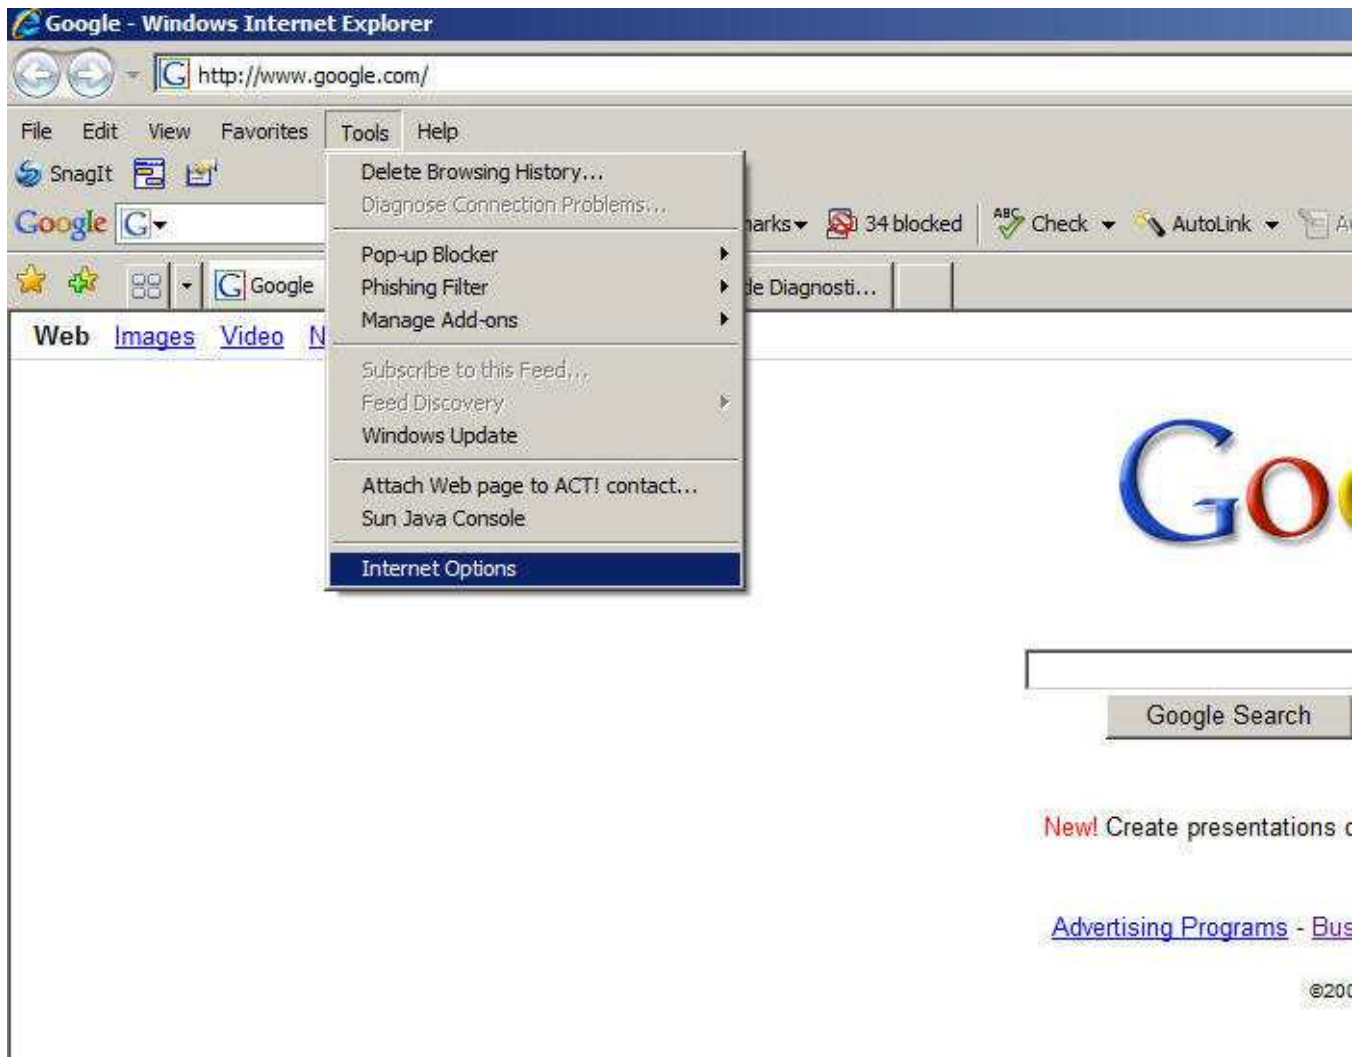 Google - Windows Internet Explorer
http://www.google.com/
File Edit View Favorites Tools Help
SnagIt
Google G 34 blocked ABC Check AutoLink
Google Diagnosti...
Web Images Video N
Delete Browsing History...
Diagnose Connection Problems...
Pop-up Blocker
Phishing Filter
Manage Add-ons
Subscribe to this Feed...
Feed Discovery
Windows Update
Attach Web page to ACT! contact...
Sun Java Console
Internet Options
Goo
Google Search
New! Create presentations
Advertising Programs - Bus
©200